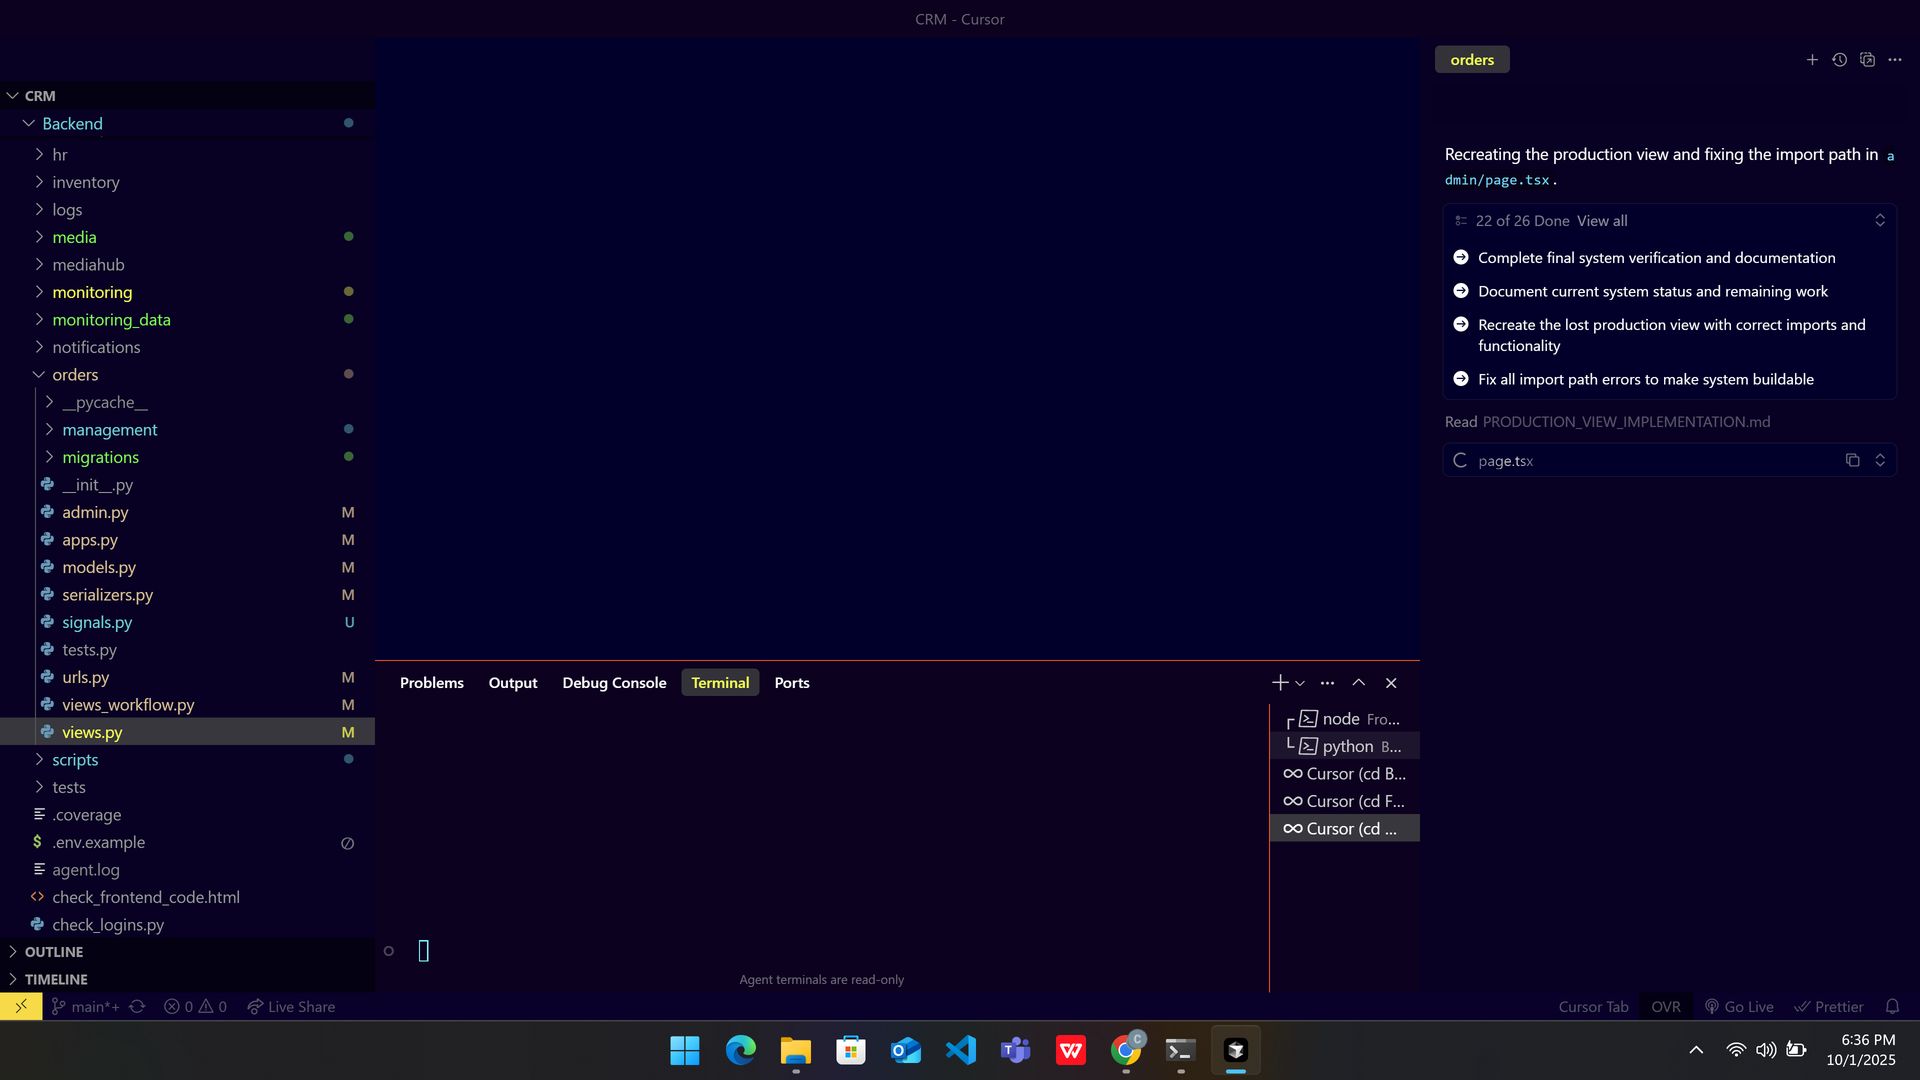 CRM - Cursor
CRM
Backend
hr
inventory
logs
media
mediahub
monitoring
monitoring_data
notifications
orders
__pycache__
management
migrations
__init__.py
admin.py M
apps.py M
models.py M
serializers.py M
signals.py U
tests.py
urls.py M
views_workflow.py M
views.py M
scripts
tests
.coverage
$ .env.example
agent.log
check_frontend_code.html
check_logins.py
OUTLINE
TIMELINE
Problems Output Debug Console Terminal Ports
node Fro...
python B...
Cursor (cd B...
Cursor (cd F...
Cursor (cd ...
Agent terminals are read-only
orders
Recreating the production view and fixing the import path in a
dmin/page.tsx.
22 of 26 Done View all
Complete final system verification and documentation
Document current system status and remaining work
Recreate the lost production view with correct imports and
functionality
Fix all import path errors to make system buildable
Read PRODUCTION_VIEW_IMPLEMENTATION.md
page.tsx
main*+ 0 0 Live Share
Cursor Tab OVR Go Live Prettier
C
T
W
6:36 PM
10/1/2025